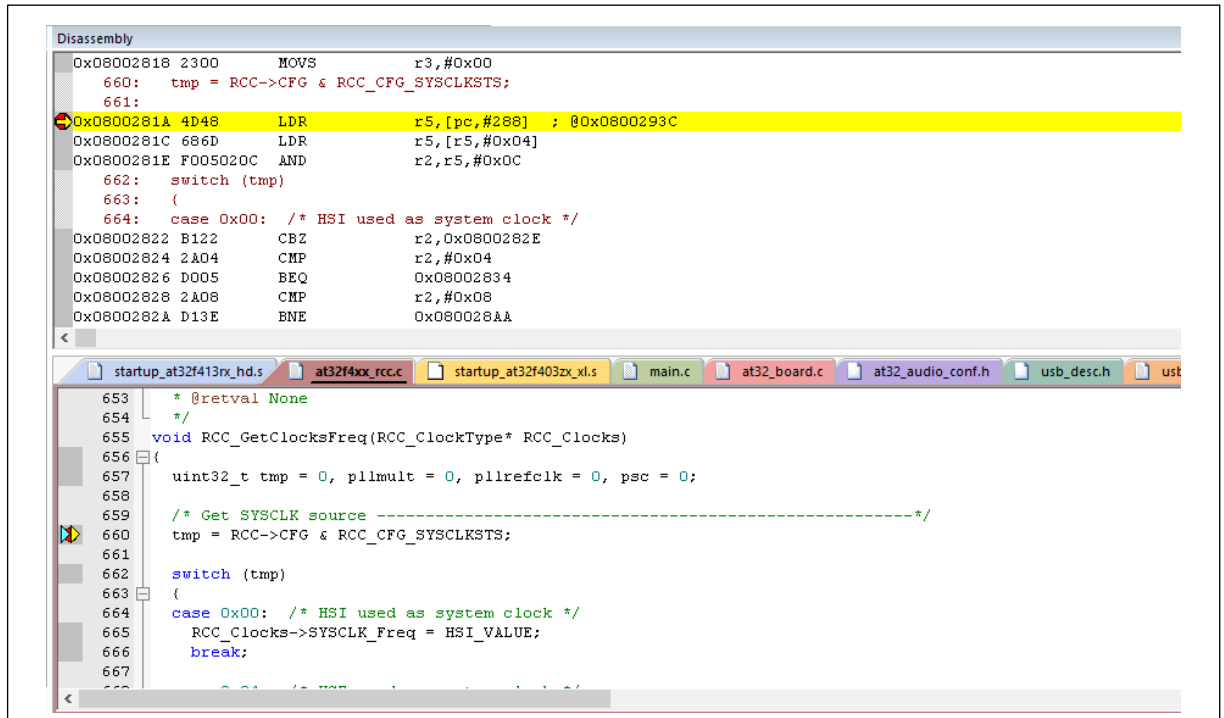 Disassembly
0x08002818 2300 MOVS r3,#0x00
660: tmp = RCC->CFG & RCC_CFG_SYSCLKSTS;
661:
0x0800281A 4D48 LDR r5,[pc,#288] ; @0x0800293C
0x0800281C 686D LDR r5,[r5,#0x04]
0x0800281E F005020C AND r2,r5,#0x0C
662: switch (tmp)
663: {
664: case 0x00: /* HSI used as system clock */
0x08002822 B122 CBZ r2,0x0800282E
0x08002824 2A04 CMP r2,#0x04
0x08002826 D005 BEQ 0x08002834
0x08002828 2A08 CMP r2,#0x08
0x0800282A D13E BNE 0x080028AA
startup_at32f413rx_hd.s at32f4xx_rcc.c startup_at32f403zx_xl.s main.c at32_board.c at32_audio_conf.h usb_desc.h usb
653 * @retval None
654 */
655 void RCC_GetClocksFreq(RCC_ClockType* RCC_Clocks)
656 {
657 uint32_t tmp = 0, pllmult = 0, pllrefclk = 0, psc = 0;
658
659 /* Get SYSCLK source -------------------------------------------------------*/
660 tmp = RCC->CFG & RCC_CFG_SYSCLKSTS;
661
662 switch (tmp)
663 {
664 case 0x00: /* HSI used as system clock */
665 RCC_Clocks->SYSCLK_Freq = HSI_VALUE;
666 break;
667